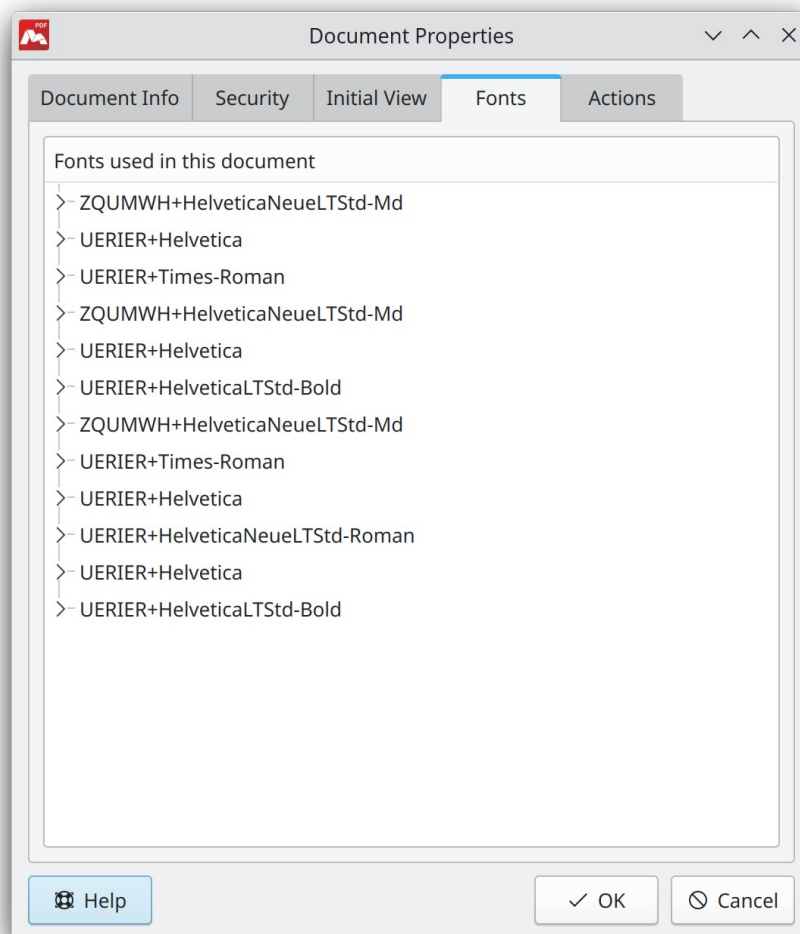 PDF
Document Properties
Document Info Security Initial View Fonts Actions
Fonts used in this document
ZQUMWH+HelveticaNeueLTStd-Md
UERIER+Helvetica
UERIER+Times-Roman
ZQUMWH+HelveticaNeueLTStd-Md
UERIER+Helvetica
UERIER+HelveticaLTStd-Bold
ZQUMWH+HelveticaNeueLTStd-Md
UERIER+Times-Roman
UERIER+Helvetica
UERIER+HelveticaNeueLTStd-Roman
UERIER+Helvetica
UERIER+HelveticaLTStd-Bold
Help OK Cancel